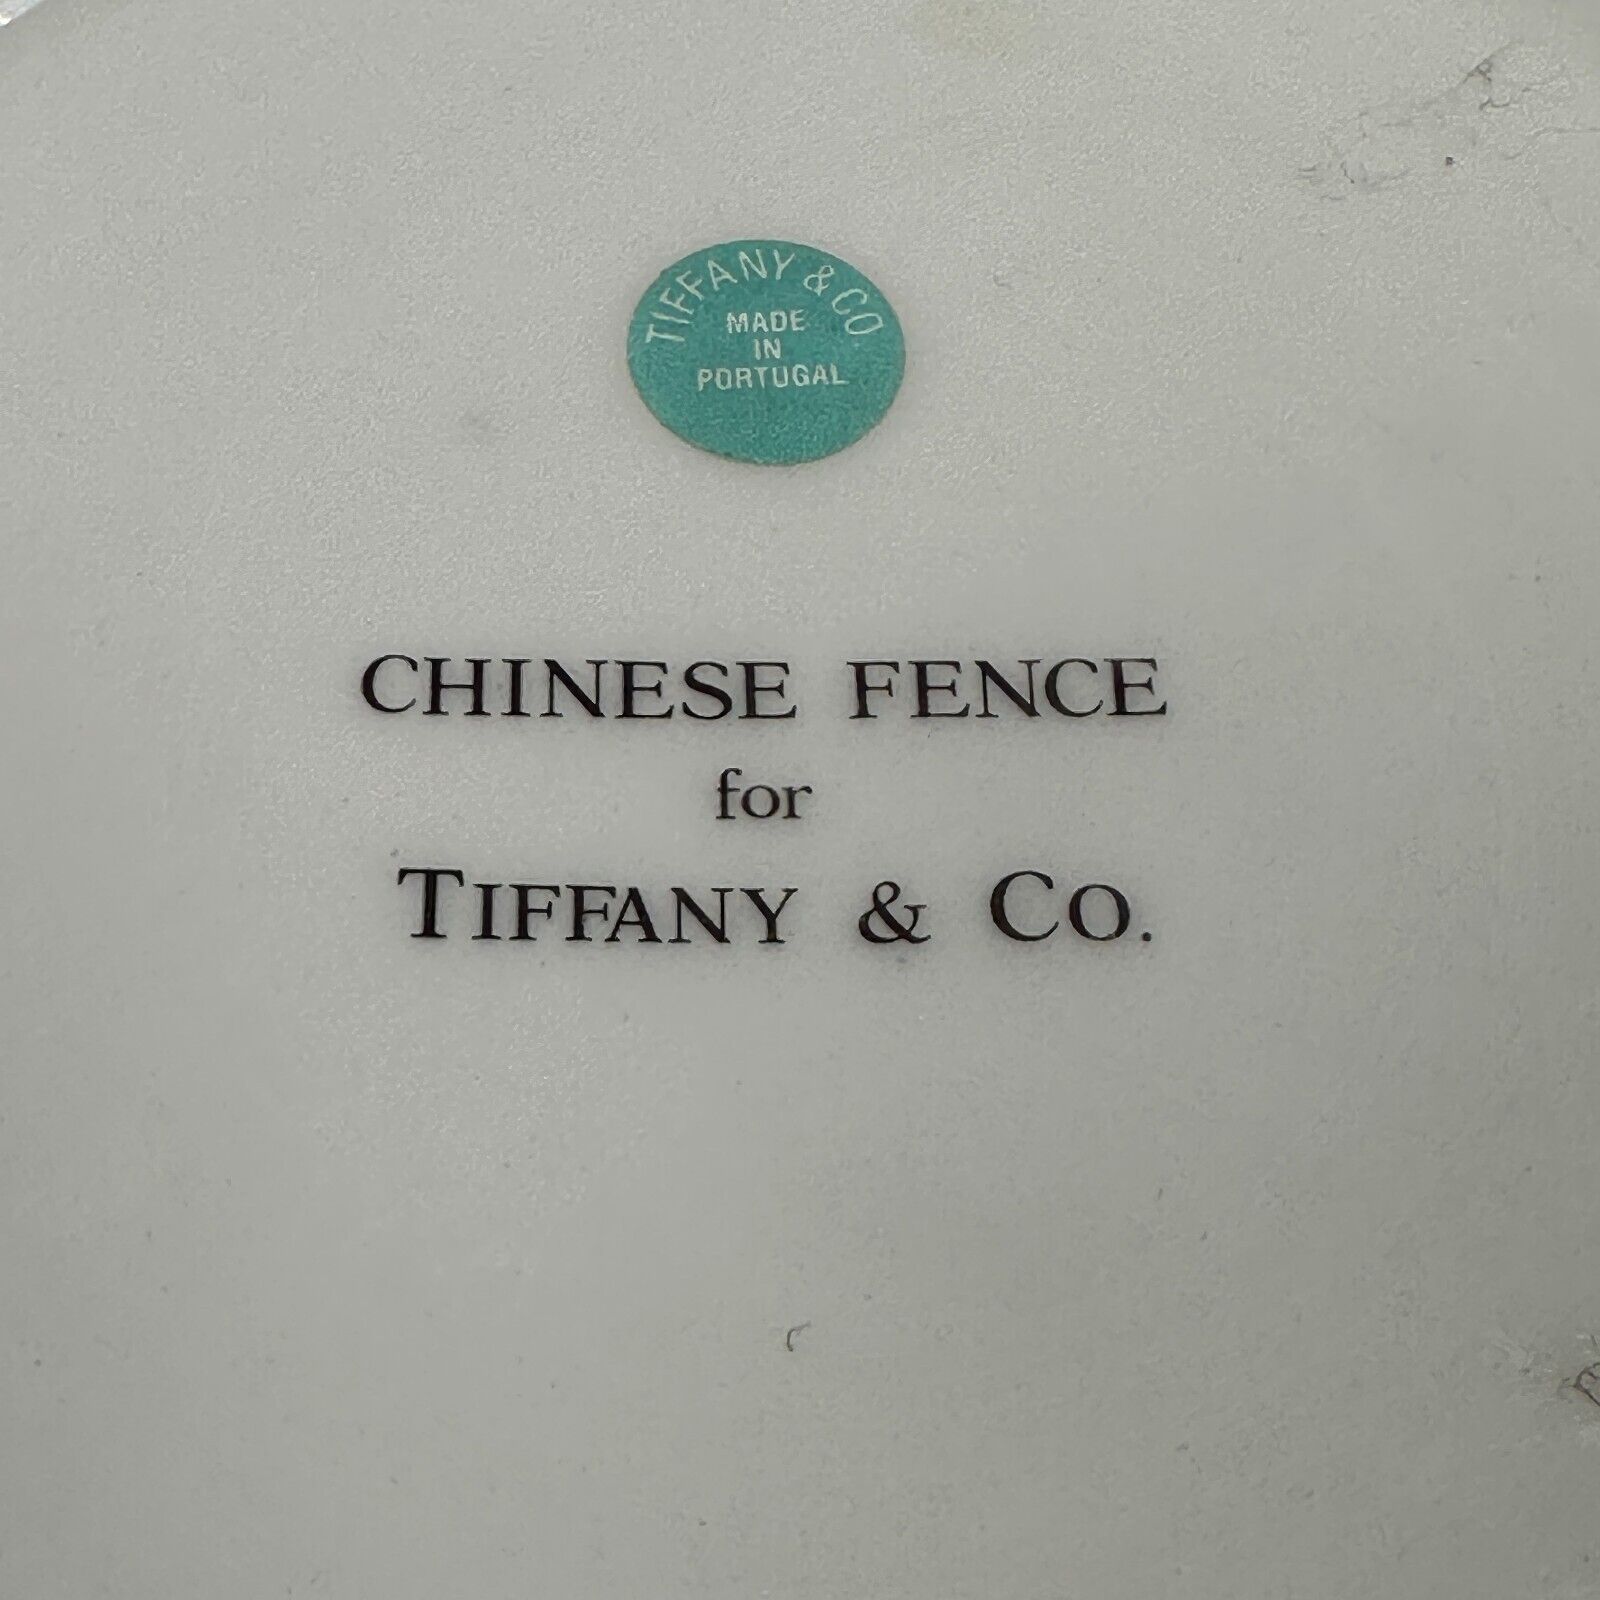 TIFFANY & CO.
MADE
IN
PORTUGAL
CHINESE FENCE
for
TIFFANY & CO.